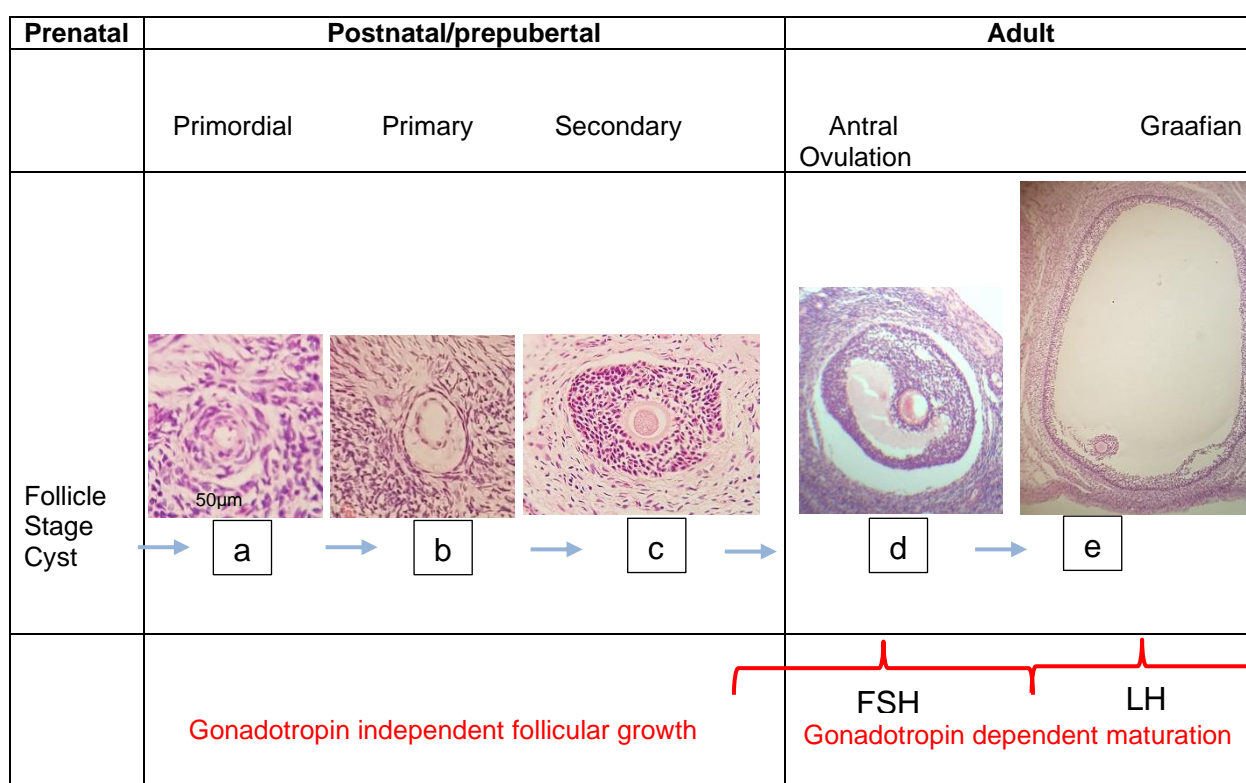 Prenatal Postnatal/prepubertal Adult
Primordial Primary Secondary Antral Graafian
Ovulation
50µm
Follicle
Stage
Cyst
a b c d e
FSH LH
Gonadotropin independent follicular growth Gonadotropin dependent maturation